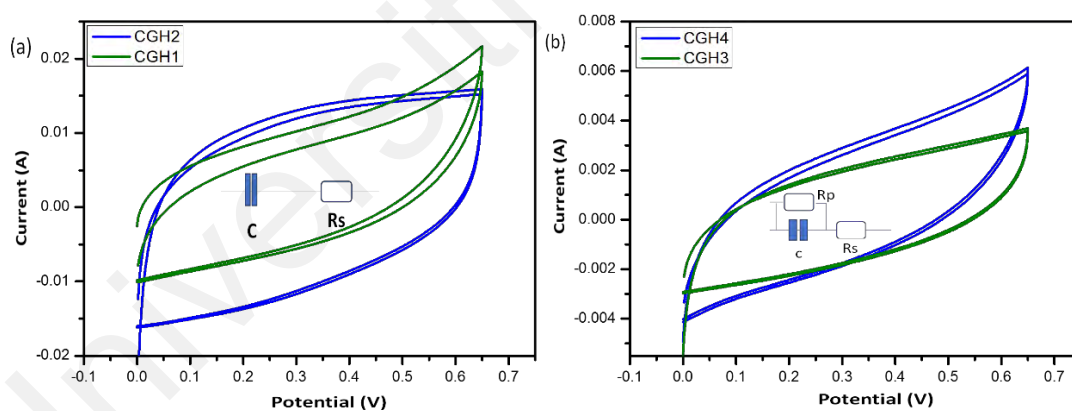 (a)
CGH2
CGH1
0.02
0.01
0.00
-0.01
-0.02
Current (A)
C
Rs
-0.1 0.0 0.1 0.2 0.3 0.4 0.5 0.6 0.7
Potential (V)
(b)
CGH4
CGH3
0.008
0.006
0.004
0.002
0.000
-0.002
-0.004
Current (A)
Rp
c
Rs
-0.1 0.0 0.1 0.2 0.3 0.4 0.5 0.6 0.7
Potential (V)
Universit